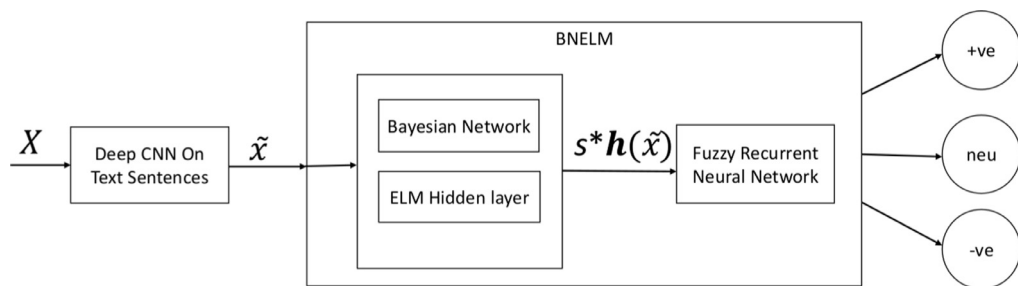 BNELM
X
Deep CNN On
Text Sentences
x̃
Bayesian Network
ELM Hidden layer
s*h(x̃)
Fuzzy Recurrent
Neural Network
+ve
neu
-ve